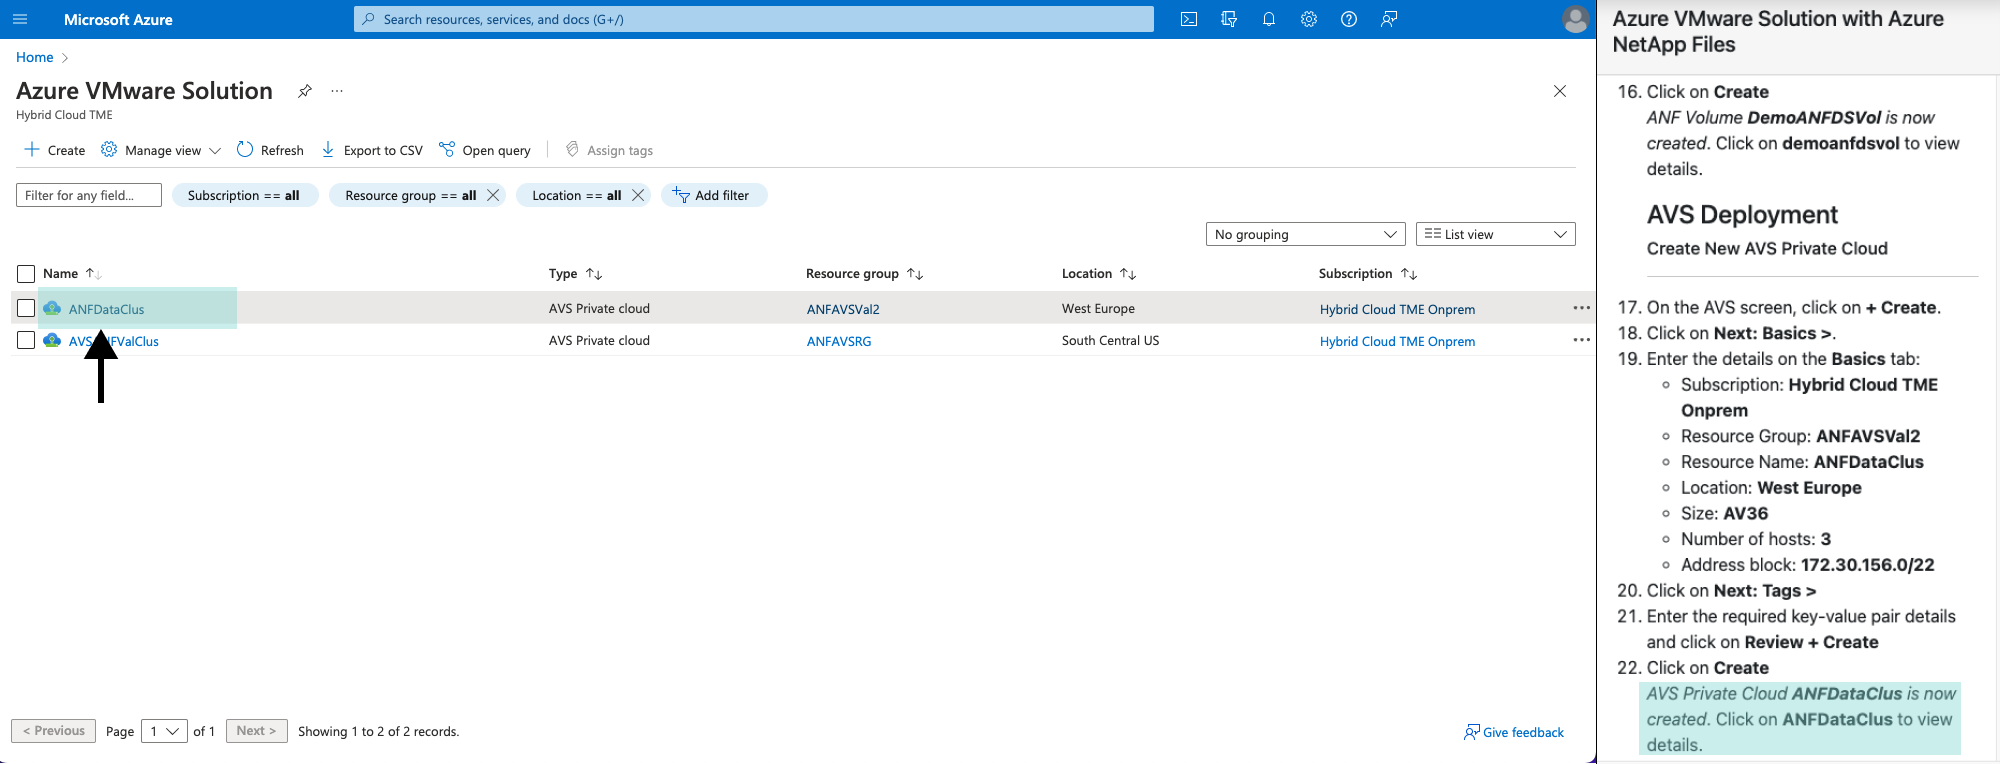 Microsoft Azure
Search resources, services, and docs (G+/)
Home
Azure VMware Solution
Hybrid Cloud TME
Create Manage view Refresh Export to CSV Open query Assign tags
Filter for any field... Subscription == all Resource group == all Location == all Add filter
No grouping List view
Name Type Resource group Location Subscription
ANFDataClus AVS Private cloud ANFAVSVal2 West Europe Hybrid Cloud TME Onprem
AVS FValClus AVS Private cloud ANFAVSRG South Central US Hybrid Cloud TME Onprem
< Previous Page 1 of 1 Next > Showing 1 to 2 of 2 records.
Give feedback
Azure VMware Solution with Azure
NetApp Files
16. Click on Create
ANF Volume DemoANFDSVol is now
created. Click on demoanfdsvol to view
details.
AVS Deployment
Create New AVS Private Cloud
17. On the AVS screen, click on + Create.
18. Click on Next: Basics >.
19. Enter the details on the Basics tab:
Subscription: Hybrid Cloud TME
Onprem
Resource Group: ANFAVSVal2
Resource Name: ANFDataClus
Location: West Europe
Size: AV36
Number of hosts: 3
Address block: 172.30.156.0/22
20. Click on Next: Tags >
21. Enter the required key-value pair details
and click on Review + Create
22. Click on Create
AVS Private Cloud ANFDataClus is now
created. Click on ANFDataClus to view
details.